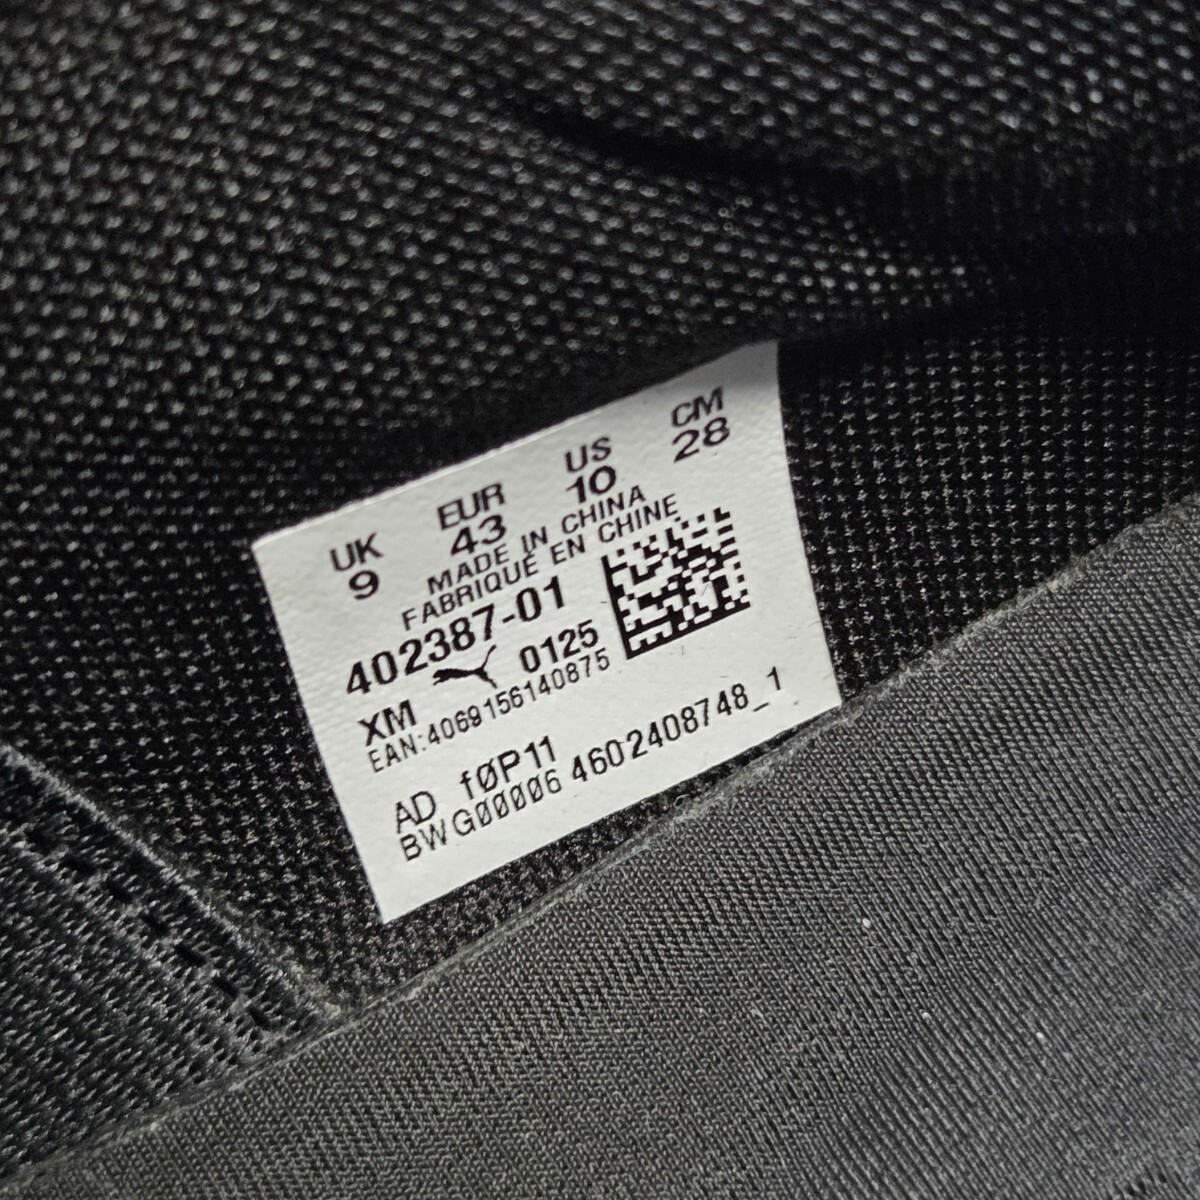 UK EUR US CM
9 43 10 28
MADE IN CHINA
FABRIQUÉ EN CHINE
402387-01
XM 0125
EAN:4069156140875
AD f0P11
BWG00006 4602408748_1